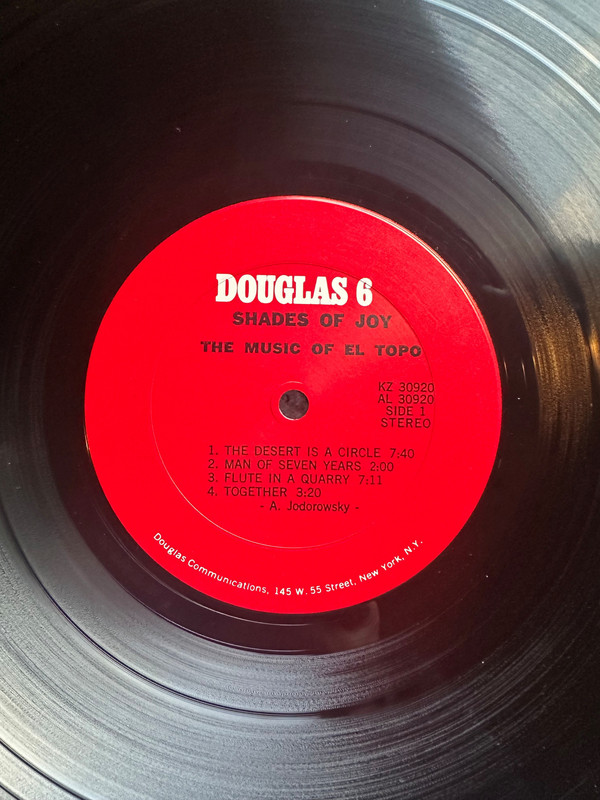 DOUGLAS 6
SHADES OF JOY
THE MUSIC OF EL TOPO
KZ 30920
AL 30920
SIDE 1
STEREO
1. THE DESERT IS A CIRCLE 7:40
2. MAN OF SEVEN YEARS 2:00
3. FLUTE IN A QUARRY 7:11
4. TOGETHER 3:20
- A. Jodorowsky -
Douglas Communications, 145 W. 55 Street, New York, N.Y.